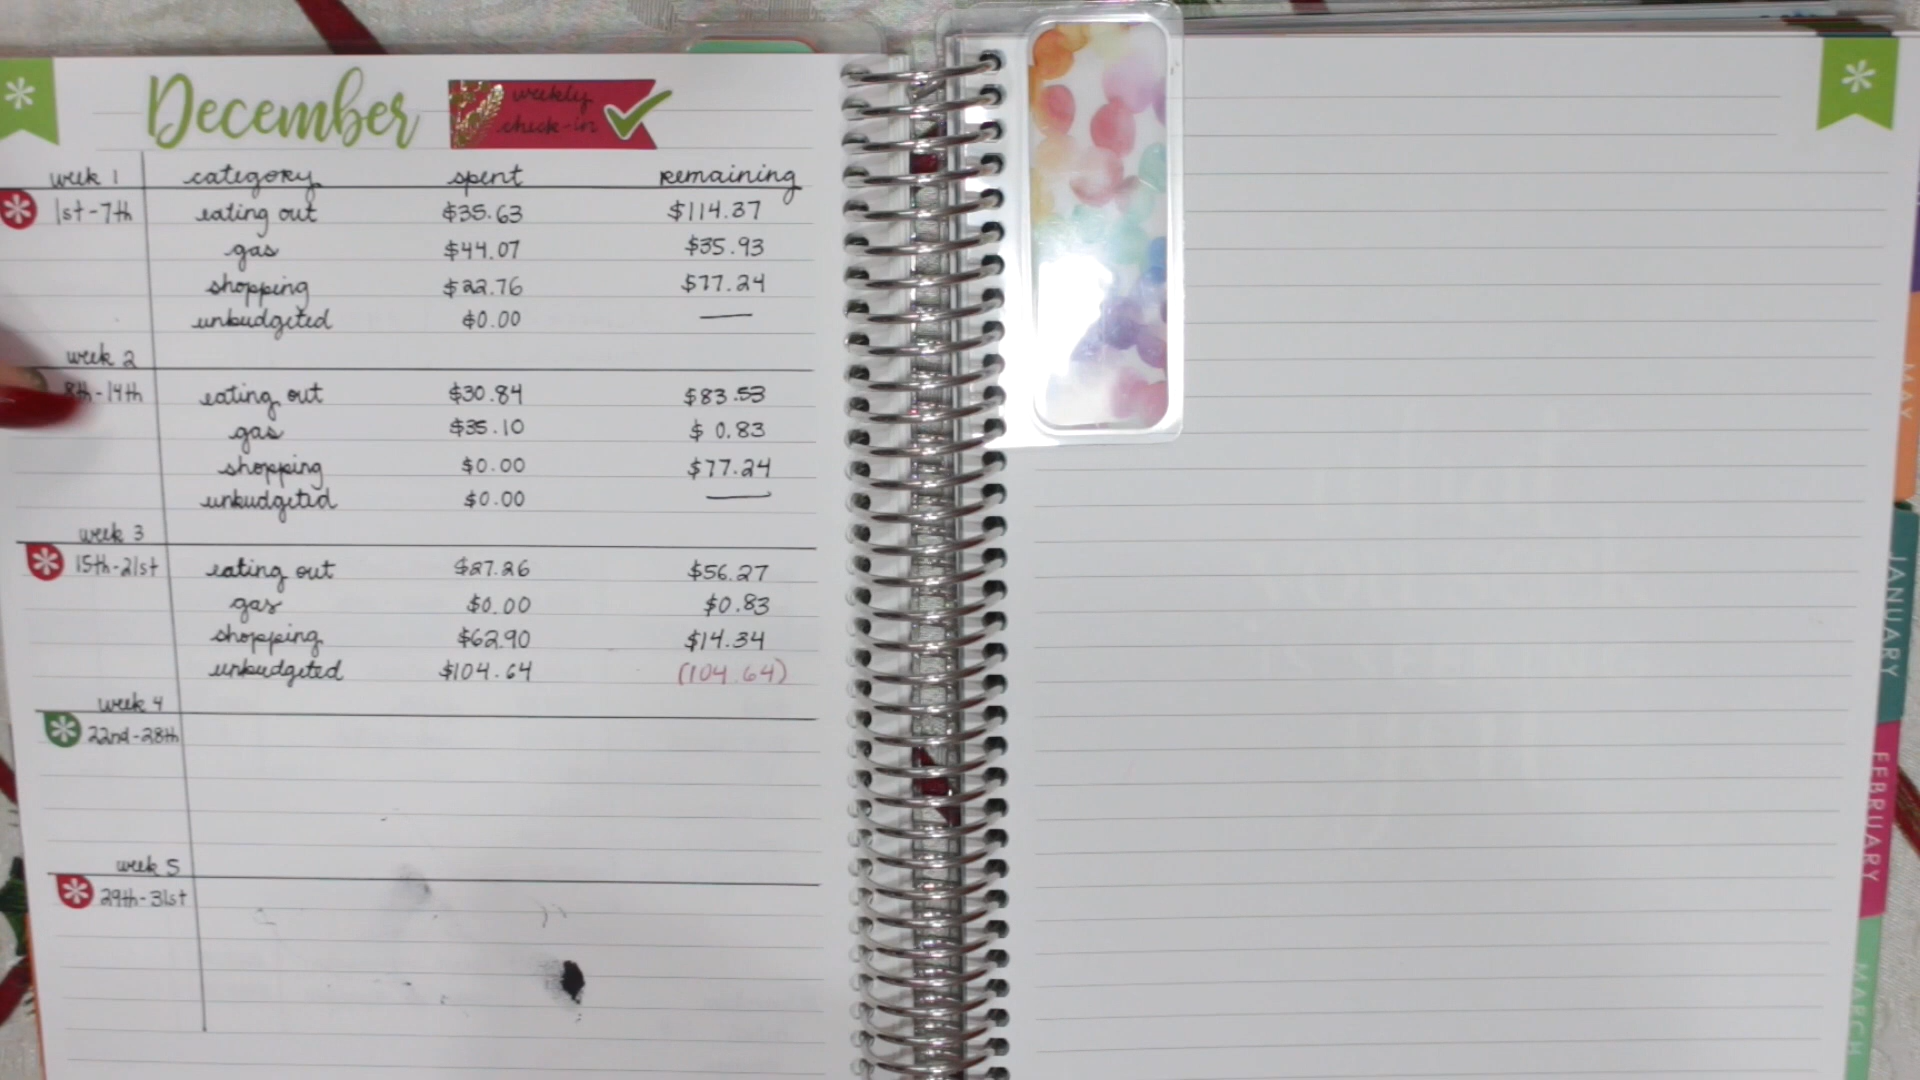 December weekly check-in
week 1 category spent remaining
1st-7th eating out $35.63 $114.37
gas $44.07 $35.93
shopping $22.76 $77.24
unbudgeted $0.00 —
week 2
8th-14th eating out $30.84 $83.53
gas $35.10 $0.83
shopping $0.00 $77.24
unbudgeted $0.00 —
week 3
15th-21st eating out $27.26 $56.27
gas $0.00 $0.83
shopping $62.90 $14.34
unbudgeted $104.64 (104.64)
week 4
22nd-28th
week 5
29th-31st
MAY
JANUARY
FEBRUARY
MARCH